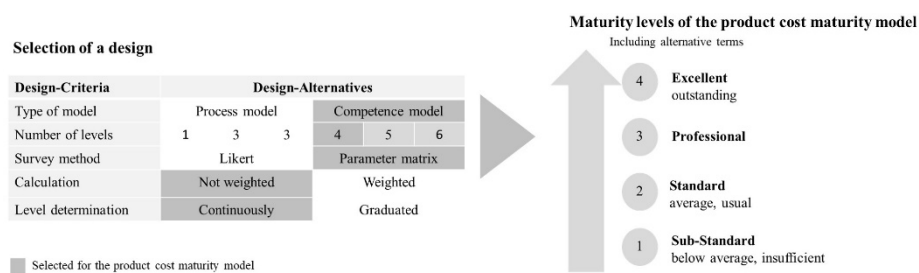 Selection of a design
Design-Criteria Design-Alternatives
Type of model Process model Competence model
Number of levels 1 3 3 4 5 6
Survey method Likert Parameter matrix
Calculation Not weighted Weighted
Level determination Continuously Graduated
Selected for the product cost maturity model
Maturity levels of the product cost maturity model
Including alternative terms
4 Excellent
outstanding
3 Professional
2 Standard
average, usual
1 Sub-Standard
below average, insufficient